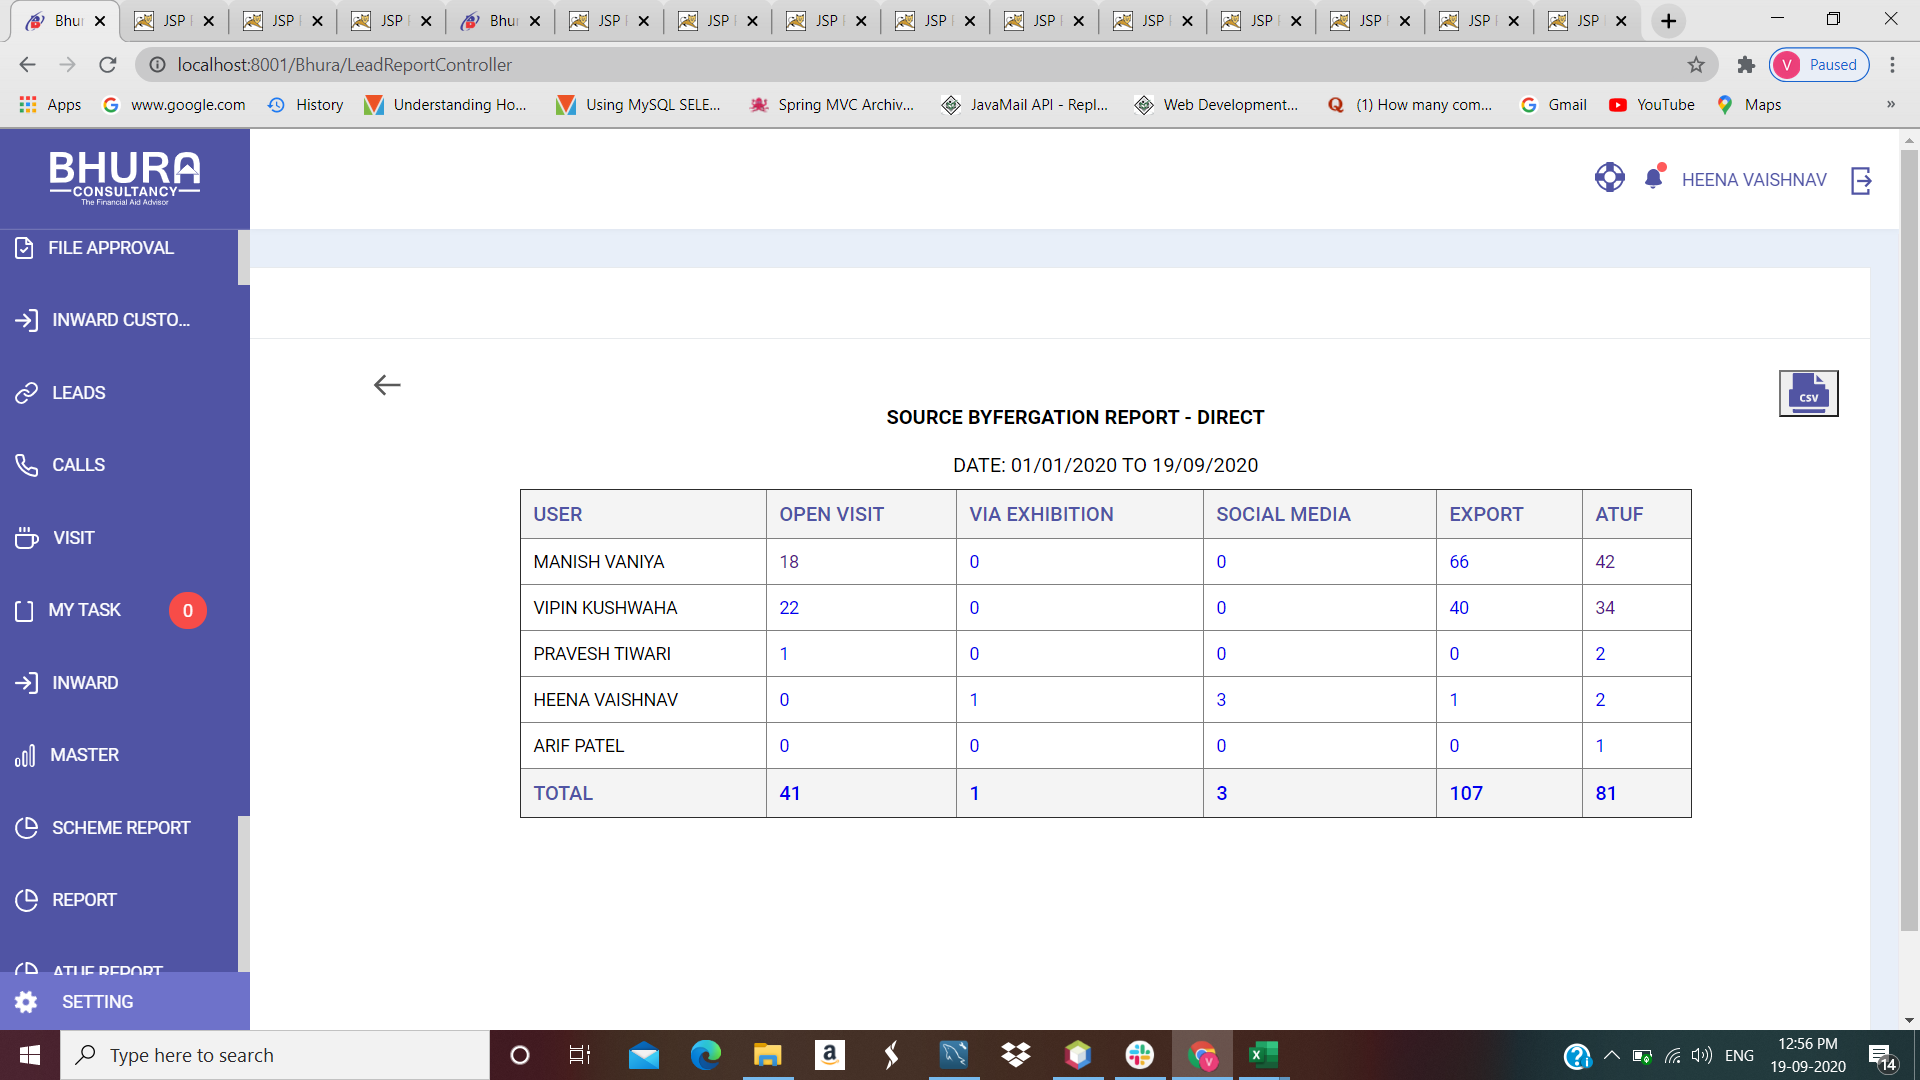 Bhur
JSP
JSP
JSP
Bhur
JSP
JSP
JSP
JSP
JSP
JSP
JSP
JSP
JSP
JSP
localhost:8001/Bhura/LeadReportController
V Paused
Apps
www.google.com
History
Understanding Ho...
Using MySQL SELE...
Spring MVC Archiv...
JavaMail API - Repl...
Web Development...
(1) How many com...
Gmail
YouTube
Maps
»
BHURA
CONSULTANCY
The Financial Aid Advisor
HEENA VAISHNAV
FILE APPROVAL
INWARD CUSTO...
LEADS
CALLS
VISIT
MY TASK 0
INWARD
MASTER
SCHEME REPORT
REPORT
ATUF REPORT
SETTING
CSV
SOURCE BYFERGATION REPORT - DIRECT
DATE: 01/01/2020 TO 19/09/2020
USER OPEN VISIT VIA EXHIBITION SOCIAL MEDIA EXPORT ATUF
MANISH VANIYA 18 0 0 66 42
VIPIN KUSHWAHA 22 0 0 40 34
PRAVESH TIWARI 1 0 0 0 2
HEENA VAISHNAV 0 1 3 1 2
ARIF PATEL 0 0 0 0 1
TOTAL 41 1 3 107 81
Type here to search
ENG
12:56 PM
19-09-2020
14